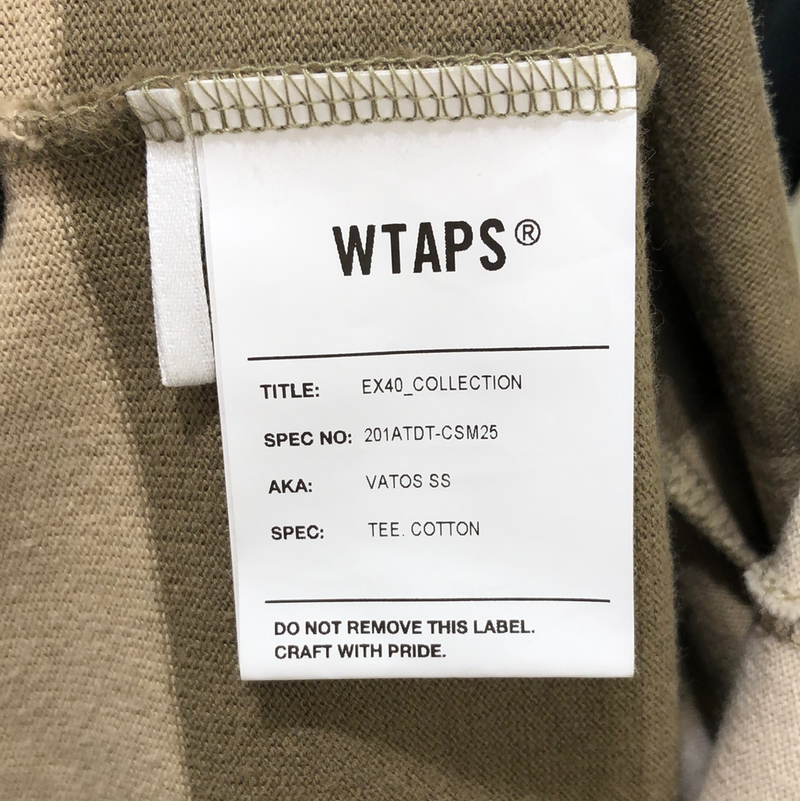 WTAPS®
TITLE: EX40_COLLECTION
SPEC NO: 201ATDT-CSM25
AKA: VATOS SS
SPEC: TEE. COTTON
DO NOT REMOVE THIS LABEL.
CRAFT WITH PRIDE.